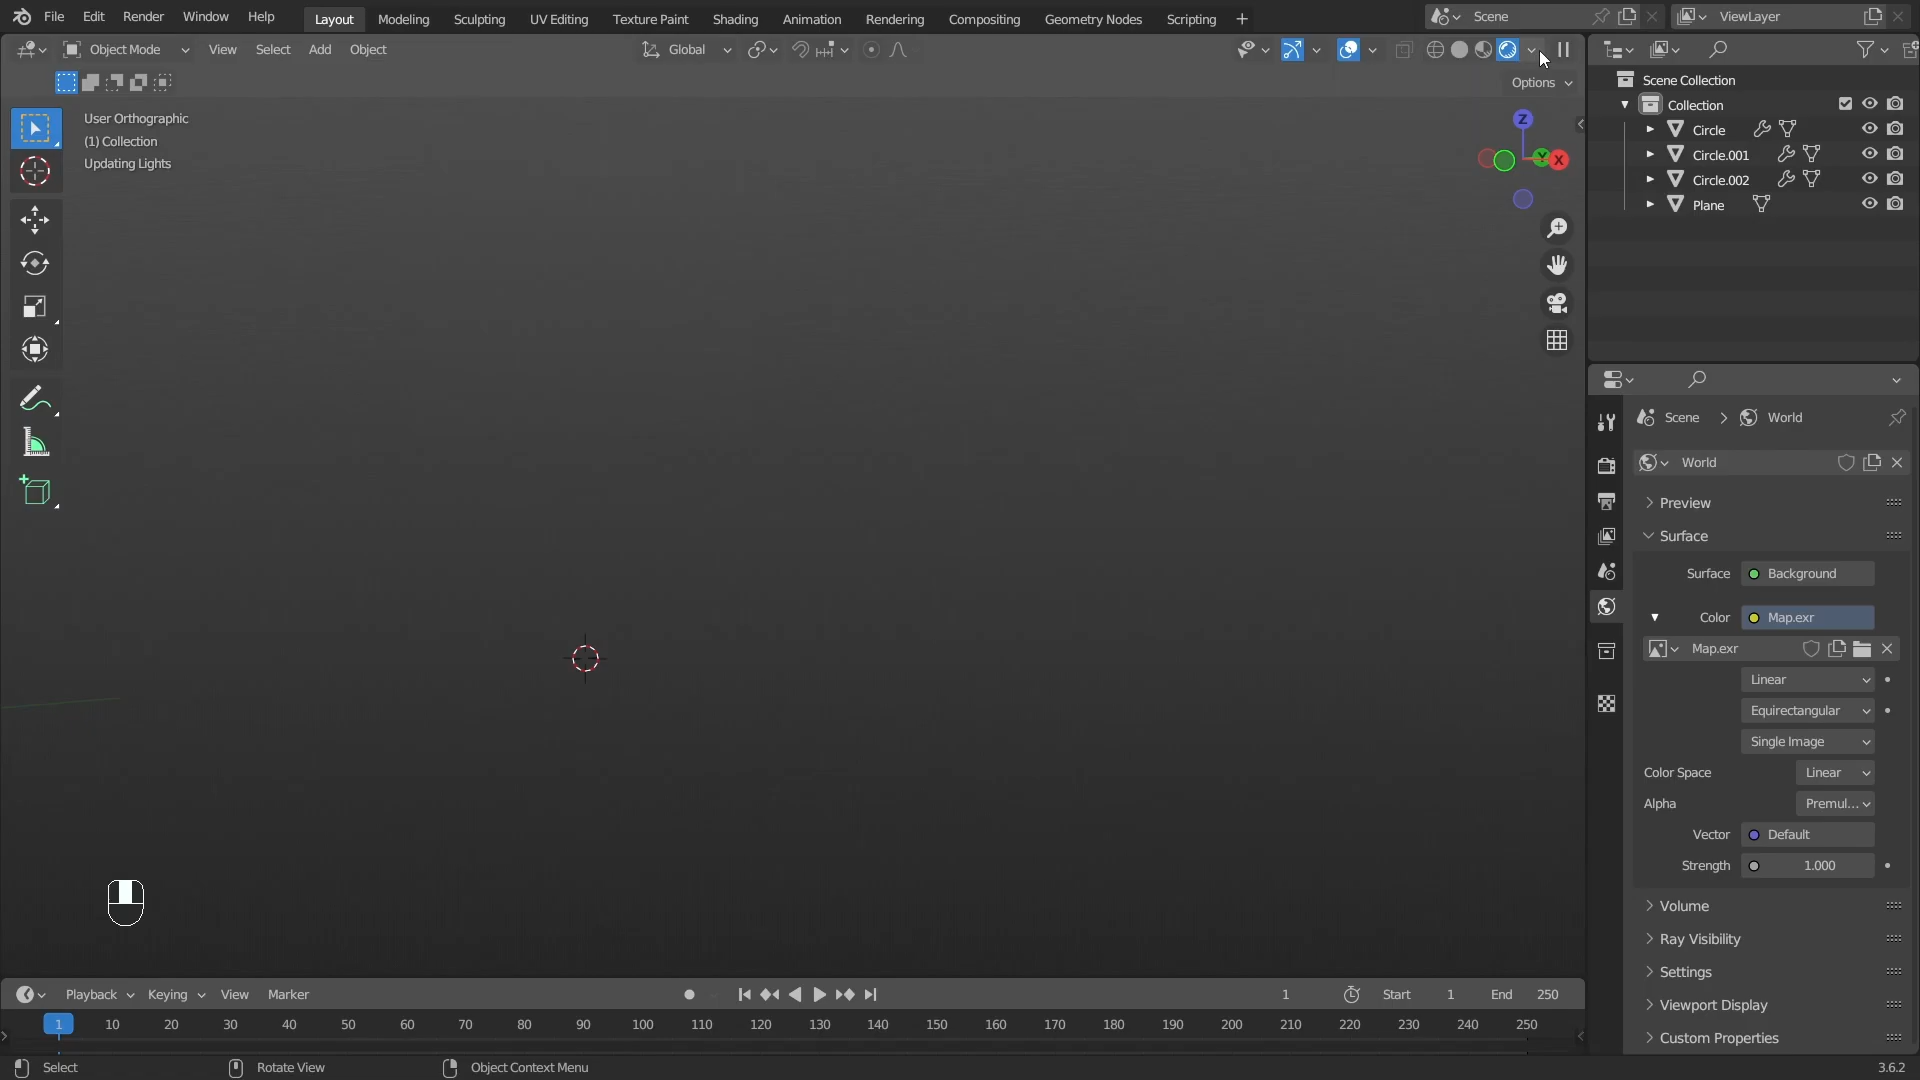 File Edit Render Window Help Layout Modeling Sculpting UV Editing Texture Paint Shading Animation Rendering Compositing Geometry Nodes Scripting + Scene ViewLayer
Object Mode View Select Add Object Global
Options
User Orthographic
(1) Collection
Updating Lights
Z
Y X
Scene Collection
Collection
Circle
Circle.001
Circle.002
Plane
Scene > World
World
Preview
Surface
Surface Background
Color Map.exr
Map.exr
Linear
Equirectangular
Single Image
Color Space Linear
Alpha Premul...
Vector Default
Strength 1.000
Volume
Ray Visibility
Settings
Viewport Display
Custom Properties
Playback Keying View Marker 1 Start 1 End 250
1 10 20 30 40 50 60 70 80 90 100 110 120 130 140 150 160 170 180 190 200 210 220 230 240 250
Select Rotate View Object Context Menu 3.6.2